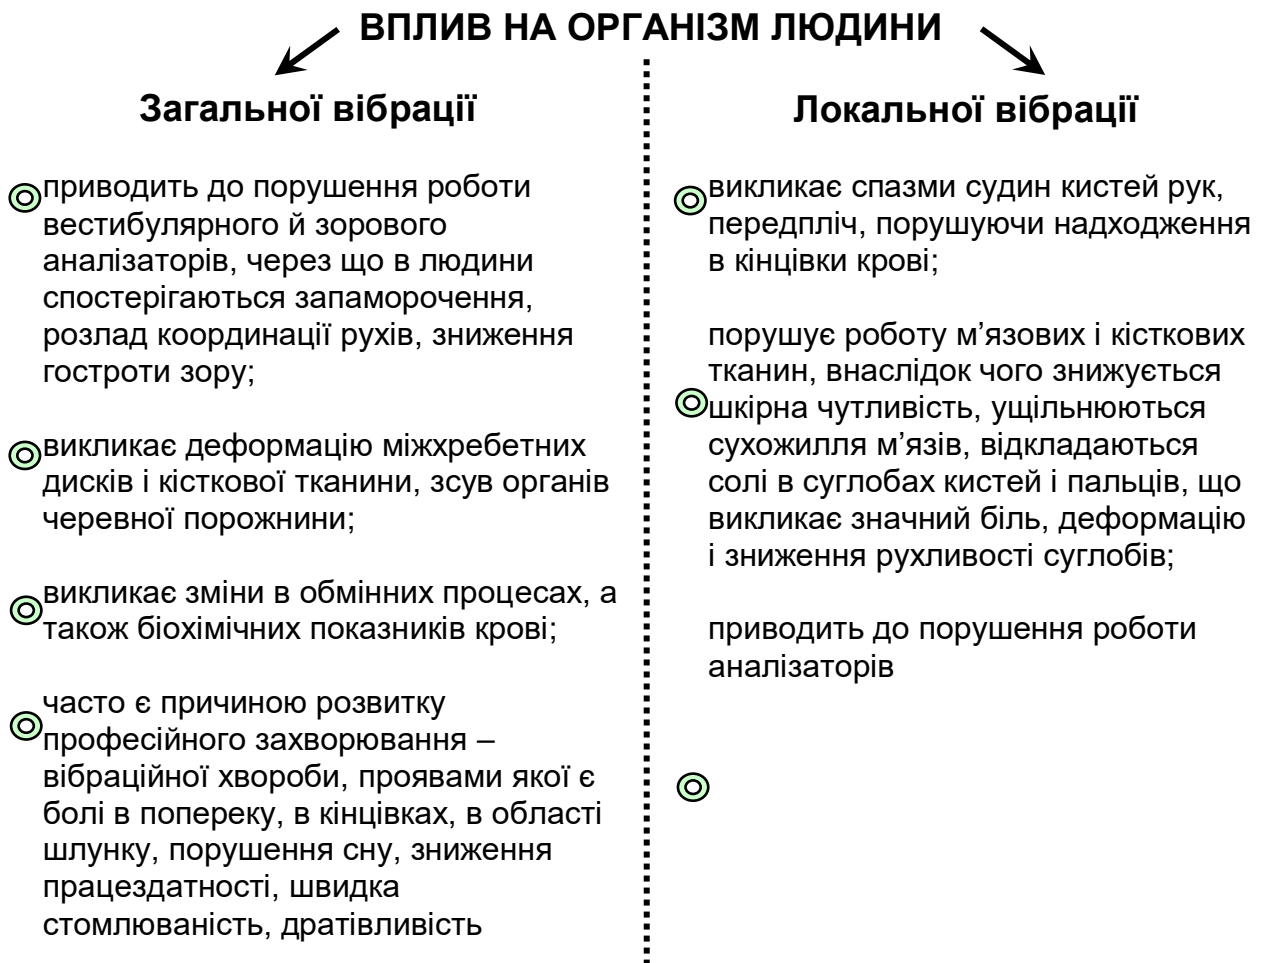 ВПЛИВ НА ОРГАНІЗМ ЛЮДИНИ
Загальної вібрації
приводить до порушення роботи
вестибулярного й зорового
аналізаторів, через що в людини
спостерігаються запаморочення,
розлад координації рухів, зниження
гостроти зору;
викликає деформацію міжхребетних
дисків і кісткової тканини, зсув органів
черевної порожнини;
викликає зміни в обмінних процесах, а
також біохімічних показників крові;
часто є причиною розвитку
професійного захворювання –
вібраційної хвороби, проявами якої є
болі в попереку, в кінцівках, в області
шлунку, порушення сну, зниження
працездатності, швидка
стомлюваність, дратівливість
Локальної вібрації
викликає спазми судин кистей рук,
передпліч, порушуючи надходження
в кінцівки крові;
порушує роботу м’язових і кісткових
тканин, внаслідок чого знижується
шкірна чутливість, ущільнюються
сухожилля м’язів, відкладаються
солі в суглобах кистей і пальців, що
викликає значний біль, деформацію
і зниження рухливості суглобів;
приводить до порушення роботи
аналізаторів